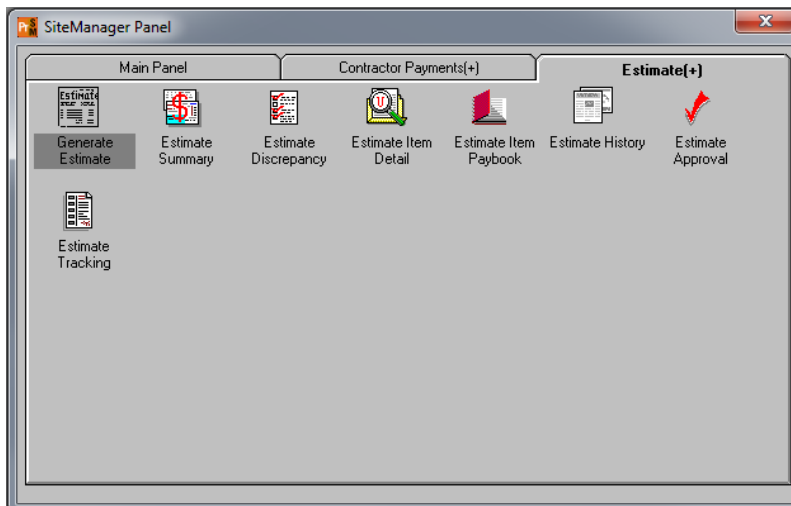 SiteManager Panel
Main Panel
Contractor Payments(+)
Estimate(+)
Generate
Estimate
Estimate
Summary
Estimate
Discrepancy
Estimate Item
Detail
Estimate Item
Paybook
Estimate History
Estimate
Approval
Estimate
Tracking